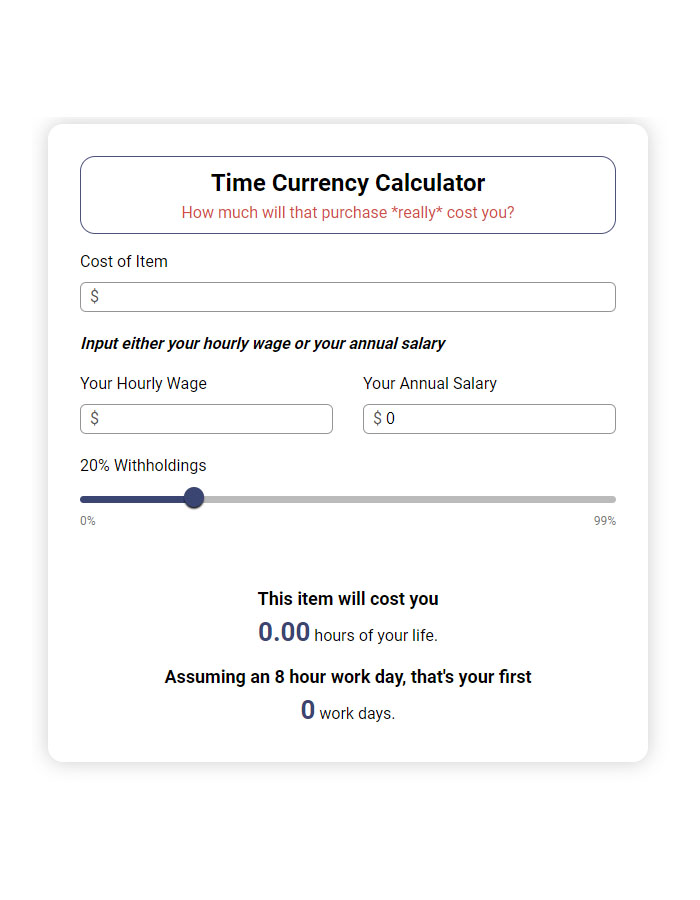 Time Currency Calculator
How much will that purchase *really* cost you?
Cost of Item
$
Input either your hourly wage or your annual salary
Your Hourly Wage
Your Annual Salary
$
$ 0
20% Withholdings
0%
99%
This item will cost you
0.00 hours of your life.
Assuming an 8 hour work day, that's your first
0 work days.